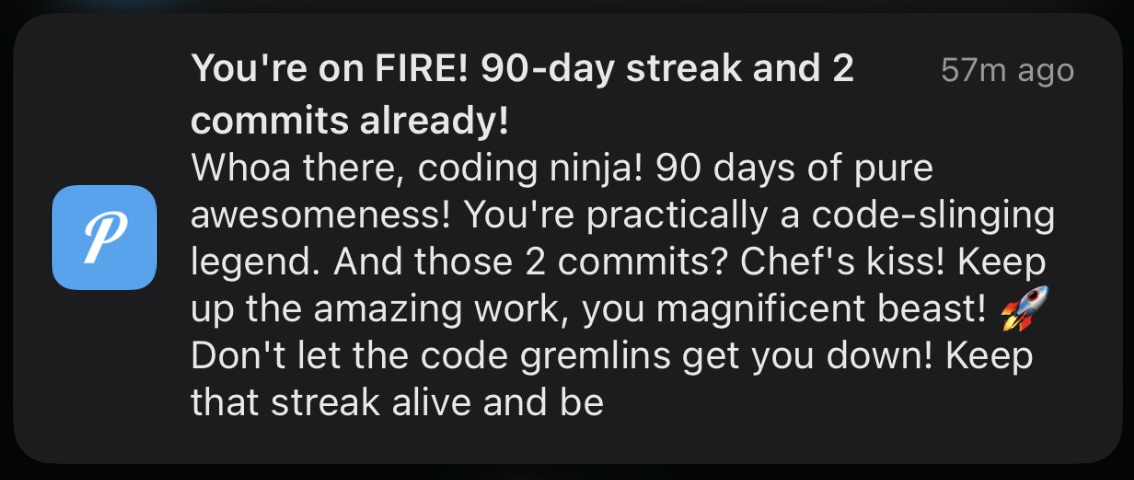 You're on FIRE! 90-day streak and 2
57m ago
commits already!
Whoa there, coding ninja! 90 days of pure
awesomeness! You're practically a code-slinging
legend. And those 2 commits? Chef's kiss! Keep
up the amazing work, you magnificent beast! 🚀
Don't let the code gremlins get you down! Keep
that streak alive and be
P